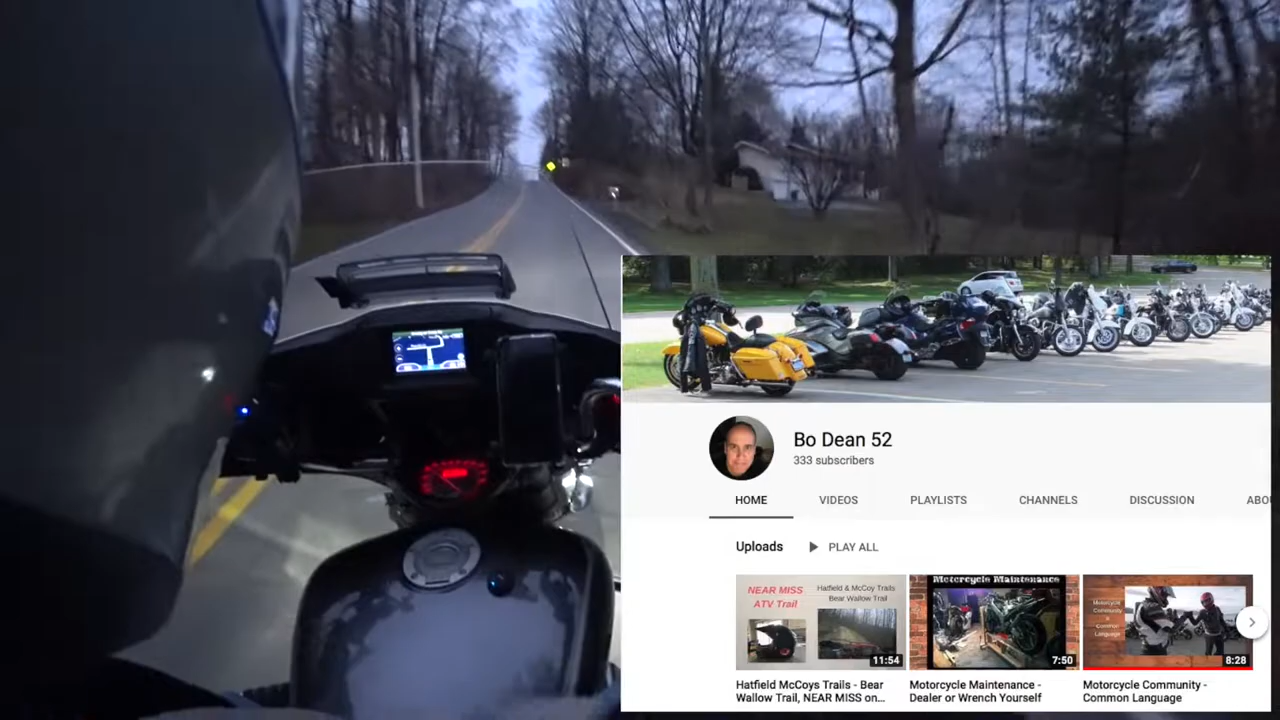 Bo Dean 52
333 subscribers
HOME VIDEOS PLAYLISTS CHANNELS DISCUSSION ABO
Uploads PLAY ALL
NEAR MISS
ATV Trail
Hatfield & McCoy Trails
Bear Wallow Trail
11:54
Motorcycle Maintenance
7:50
Motorcycle
Community
Common
Language
8:28
Hatfield McCoys Trails - Bear
Wallow Trail, NEAR MISS on...
Motorcycle Maintenance -
Dealer or Wrench Yourself
Motorcycle Community -
Common Language